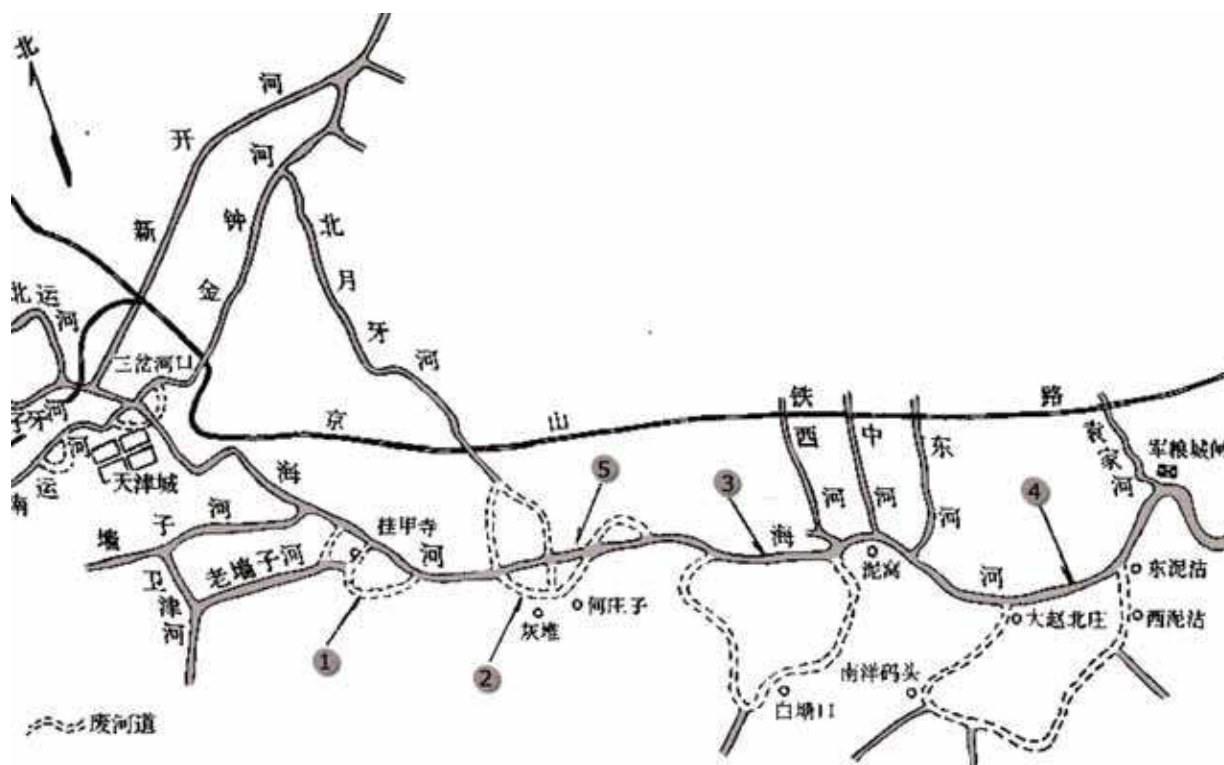 北
新开河
金钟河
北月牙河
北运河
三岔河口
子牙河
南运河
天津城
京山铁路
海河
墙子河
老墙子河
卫津河
挂甲寺
西河
中河
东河
袁家河
军粮城闸
海河
泥窝
何庄子
灰堆
东泥沽
西泥沽
大赵北庄
南洋码头
白塘口
废河道
1
2
3
4
5